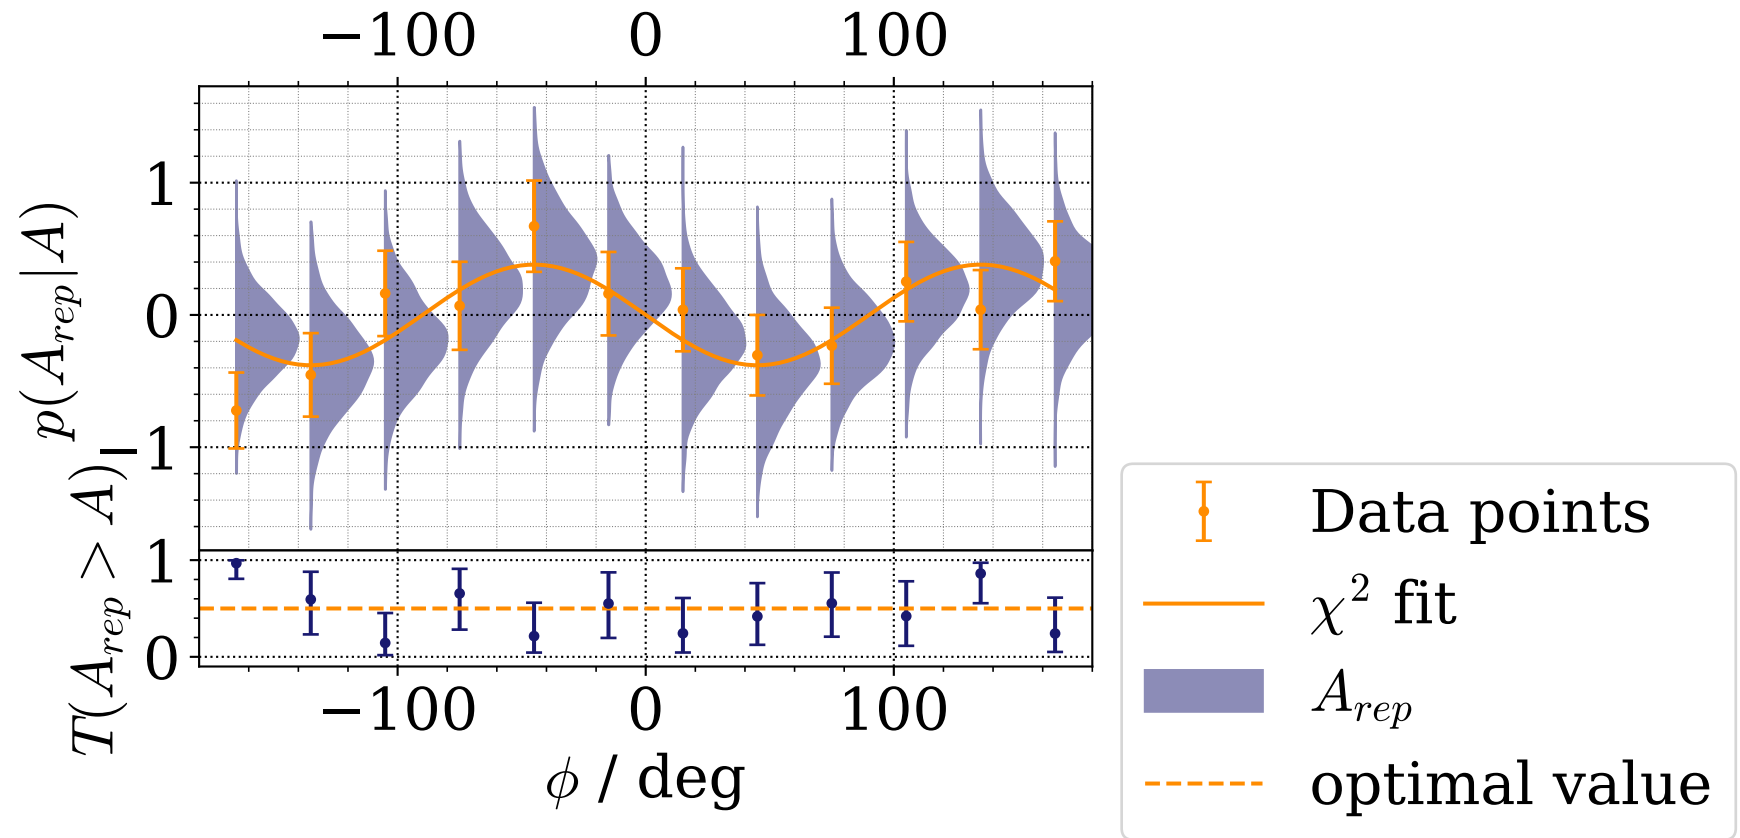 −100 0 100
p(A_rep|A)
1
0
−1
T(A_rep > A)
1
0
−100 0 100
ϕ / deg
Data points
χ² fit
A_rep
optimal value